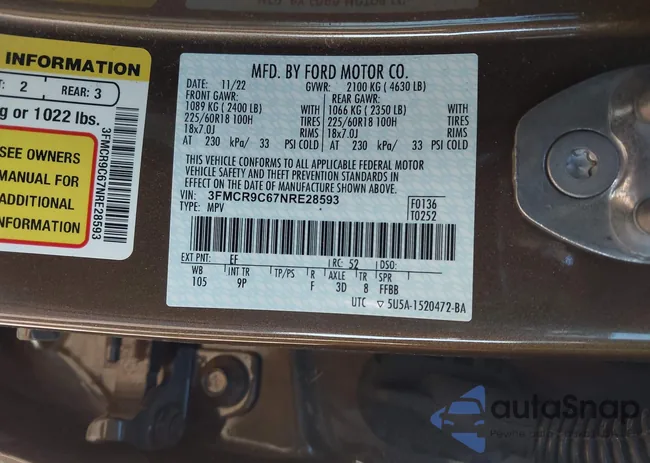 INFORMATION
T: 2 REAR: 3
g or 1022 lbs.
SEE OWNERS
MANUAL FOR
ADDITIONAL
INFORMATION
3FMCR9C67NRE28593
MFD. BY FORD MOTOR CO.
DATE: 11/22 GVWR: 2100 KG (4630 LB)
FRONT GAWR: REAR GAWR:
1089 KG (2400 LB) 1066 KG (2350 LB)
225/60R18 100H TIRES 225/60R18 100H TIRES
18x7.0J RIMS 18x7.0J RIMS
AT 230 kPa/ 33 PSI COLD AT 230 kPa/ 33 PSI COLD
THIS VEHICLE CONFORMS TO ALL APPLICABLE FEDERAL MOTOR
VEHICLE SAFETY AND THEFT PREVENTION STANDARDS IN
EFFECT ON THE DATE OF MANUFACTURE SHOWN ABOVE.
VIN: 3FMCR9C67NRE28593 F0136
TYPE: MPV T0252
EXT PNT: EF RC: 52 DSO:
WB INT TR TP/PS R AXLE TR SPR
105 9P F 3D 8 FFBB
UTC ▽ 5U5A-1520472-BA
autoSnap